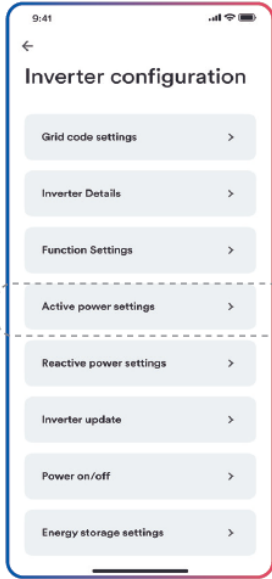 9:41
Inverter configuration
Grid code settings
Inverter Details
Function Settings
Active power settings
Reactive power settings
Inverter update
Power on/off
Energy storage settings